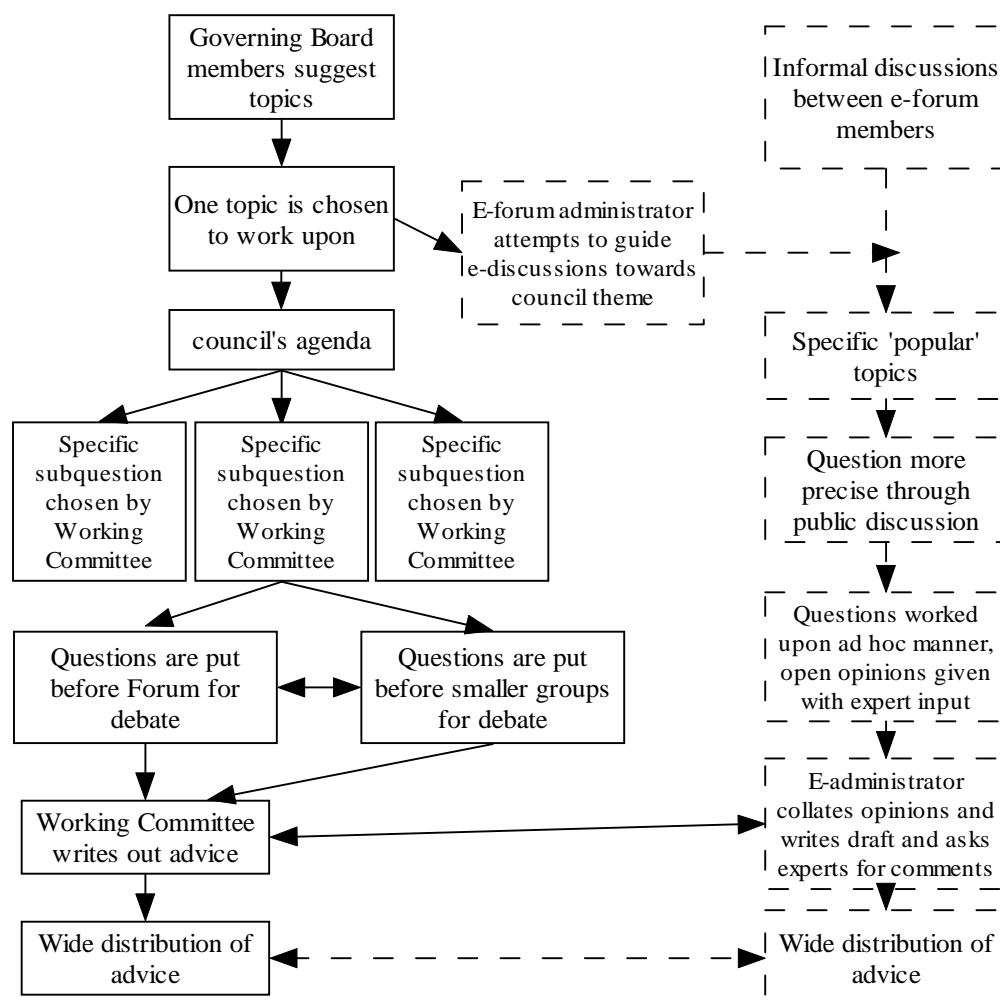 Governing Board
members suggest
topics
Informal discussions
between e-forum
members
One topic is chosen
to work upon
E-forum administrator
attempts to guide
e-discussions towards
council theme
council's agenda
Specific 'popular'
topics
Specific
subquestion
chosen by
Working
Committee
Specific
subquestion
chosen by
Working
Committee
Specific
subquestion
chosen by
Working
Committee
Question more
precise through
public discussion
Questions are put
before Forum for
debate
Questions are put
before smaller groups
for debate
Questions worked
upon ad hoc manner,
open opinions given
with expert input
Working Committee
writes out advice
E-administrator
collates opinions and
writes draft and asks
experts for comments
Wide distribution of
advice
Wide distribution of
advice